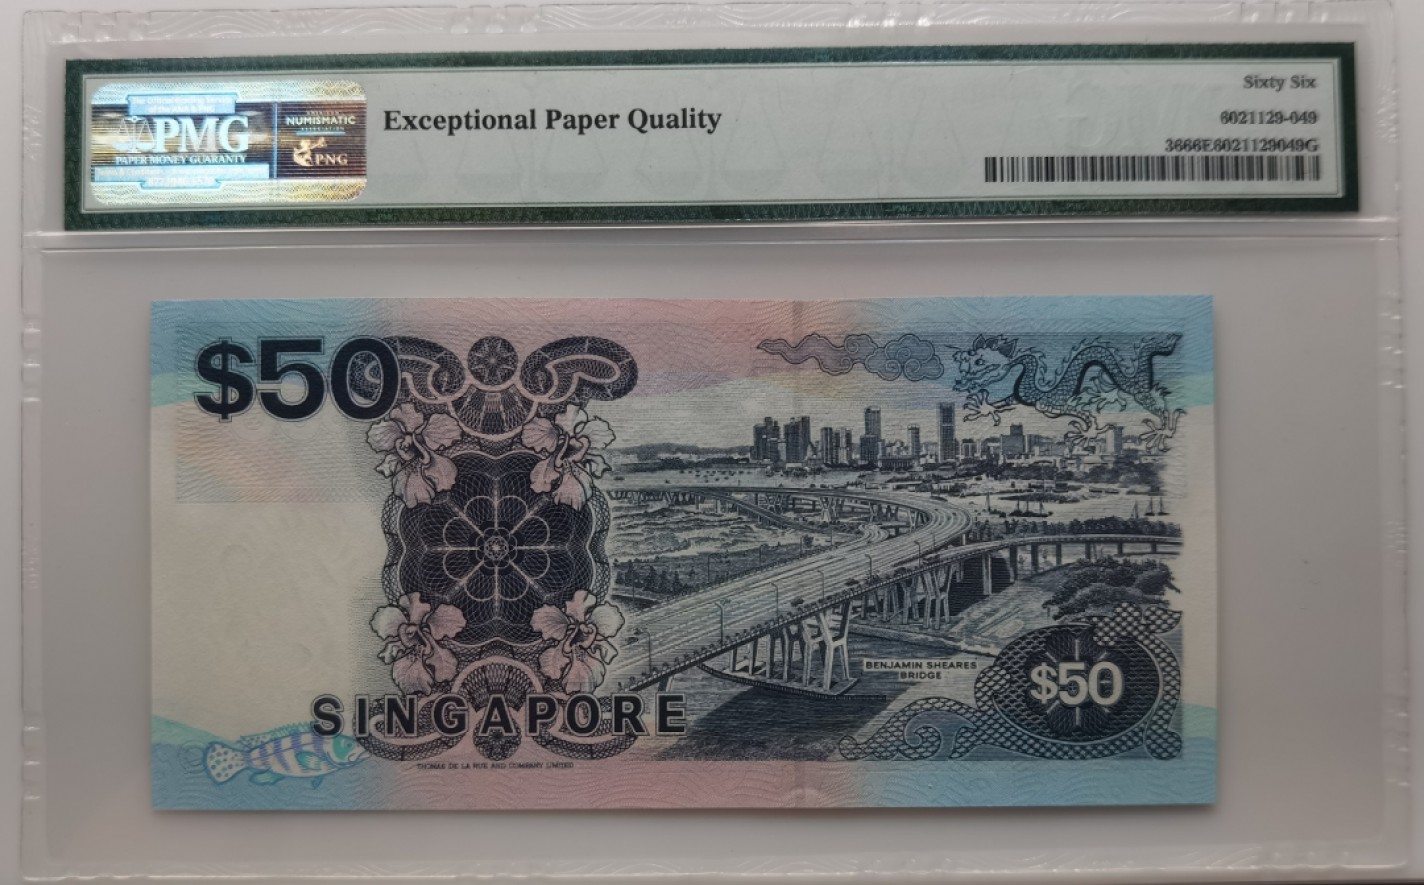 PMG
PAPER MONEY GUARANTY
NUMISMATIC
PNG
Exceptional Paper Quality
Sixty Six
6021129-049
3666E6021129049G
$50
BENJAMIN SHEARES
BRIDGE
$50
SINGAPORE
THOMAS DE LA RUE AND COMPANY LIMITED